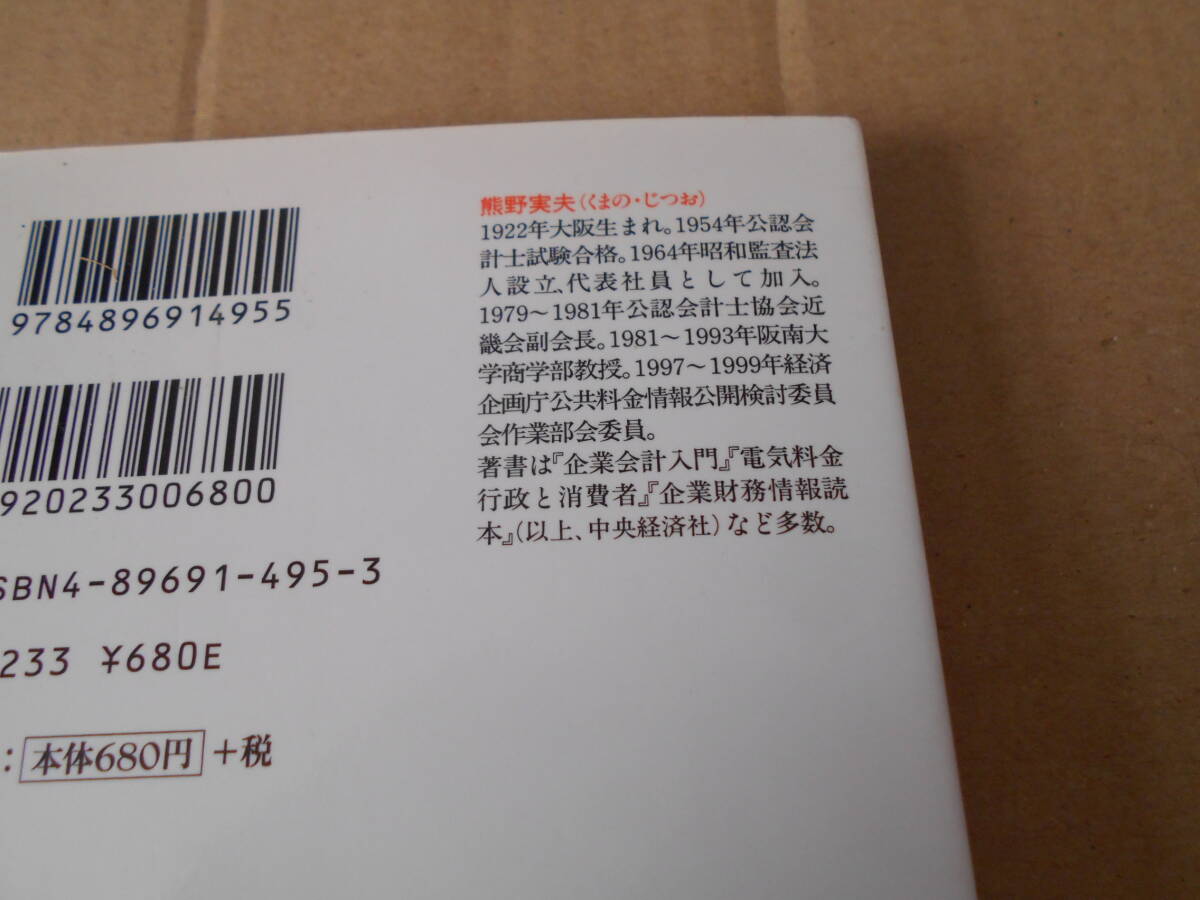 9784896914955
920233006800
SBN4-89691-495-3
233 ¥680E
:本体680円+税
熊野実夫(くまの・じつお)
1922年大阪生まれ。1954年公認会
計士試験合格。1964年昭和監査法
人設立、代表社員として加入。
1979〜1981年公認会計士協会近
畿会副会長。1981〜1993年阪南大
学商学部教授。1997〜1999年経済
企画庁公共料金情報公開検討委員
会作業部会委員。
著書は『企業会計入門』『電気料金
行政と消費者』『企業財務情報読
本』(以上、中央経済社)など多数。